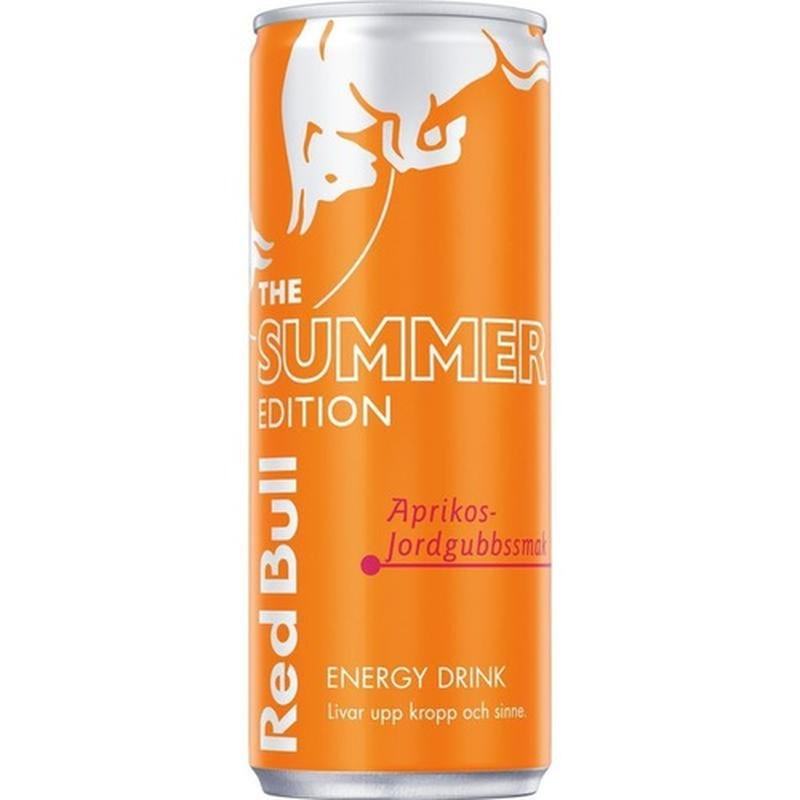 THE
SUMMER
EDITION
Red Bull
Aprikos-
Jordgubbssmak
ENERGY DRINK
Livar upp kropp och sinne.